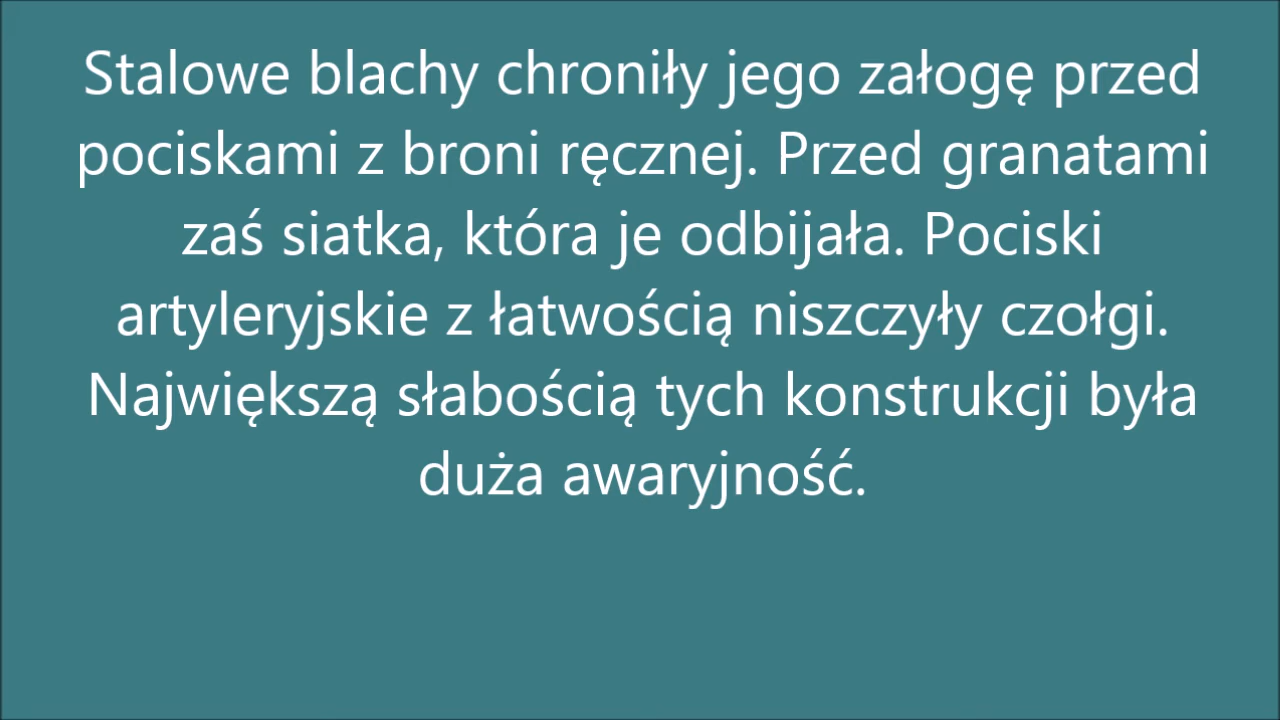 Stalowe blachy chroniły jego załogę przed
pociskami z broni ręcznej. Przed granatami
zaś siatka, która je odbijała. Pociski
artyleryjskie z łatwością niszczyły czołgi.
Największą słabością tych konstrukcji była
duża awaryjność.